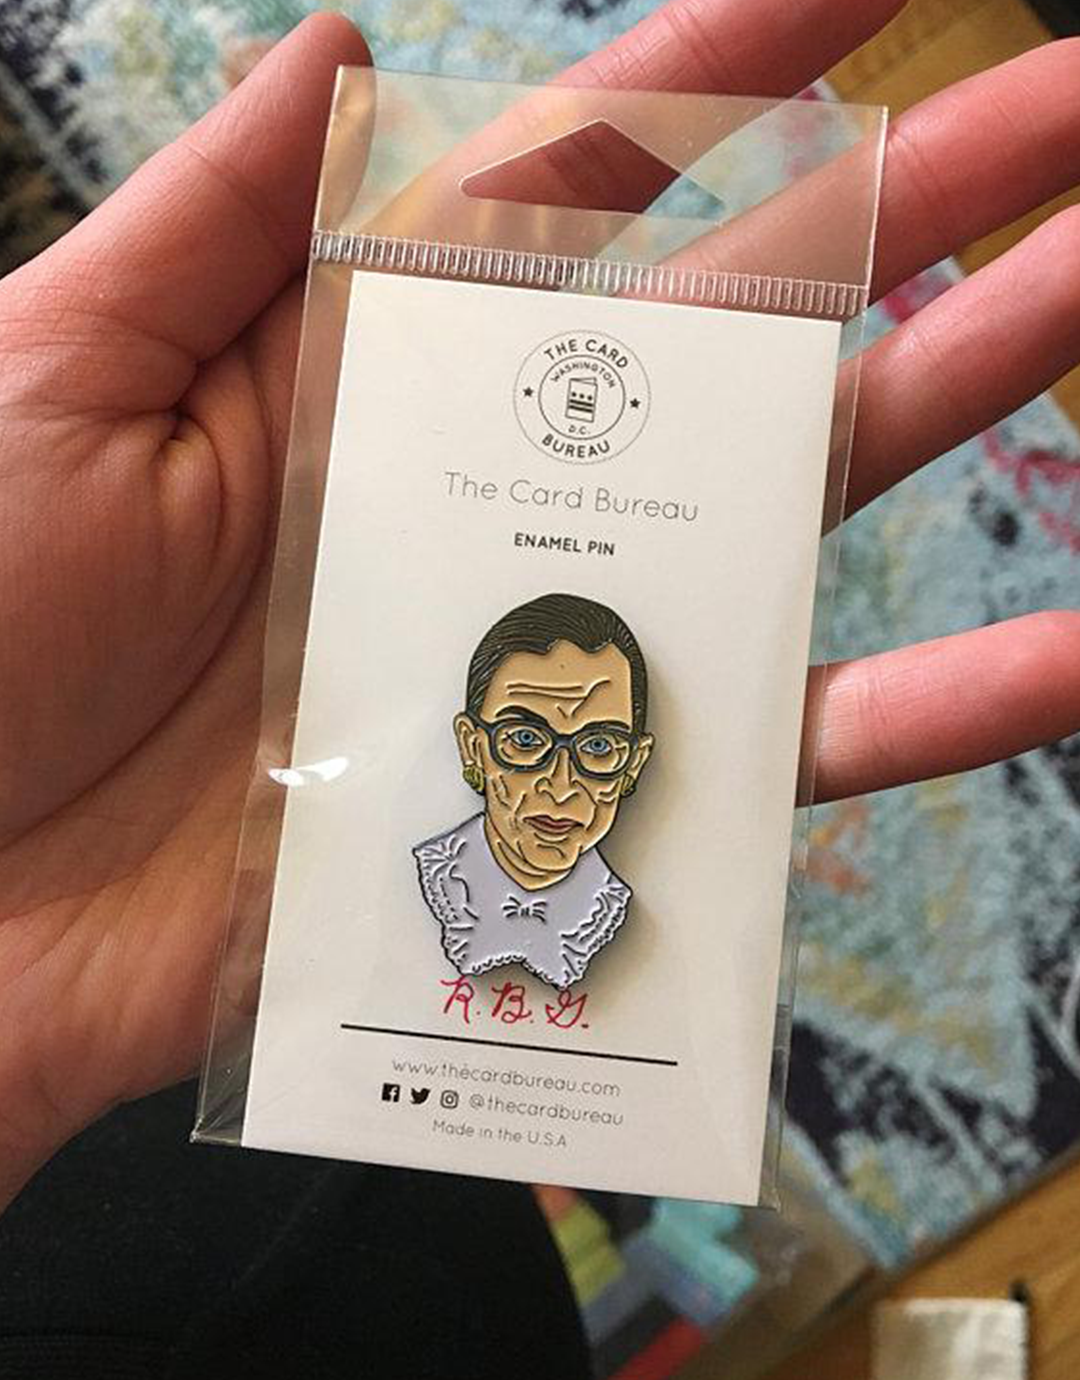 THE CARD
WASHINGTON
D.C.
BUREAU
The Card Bureau
ENAMEL PIN
R. B. G.
www.thecardbureau.com
@thecardbureau
Made in the U.S.A